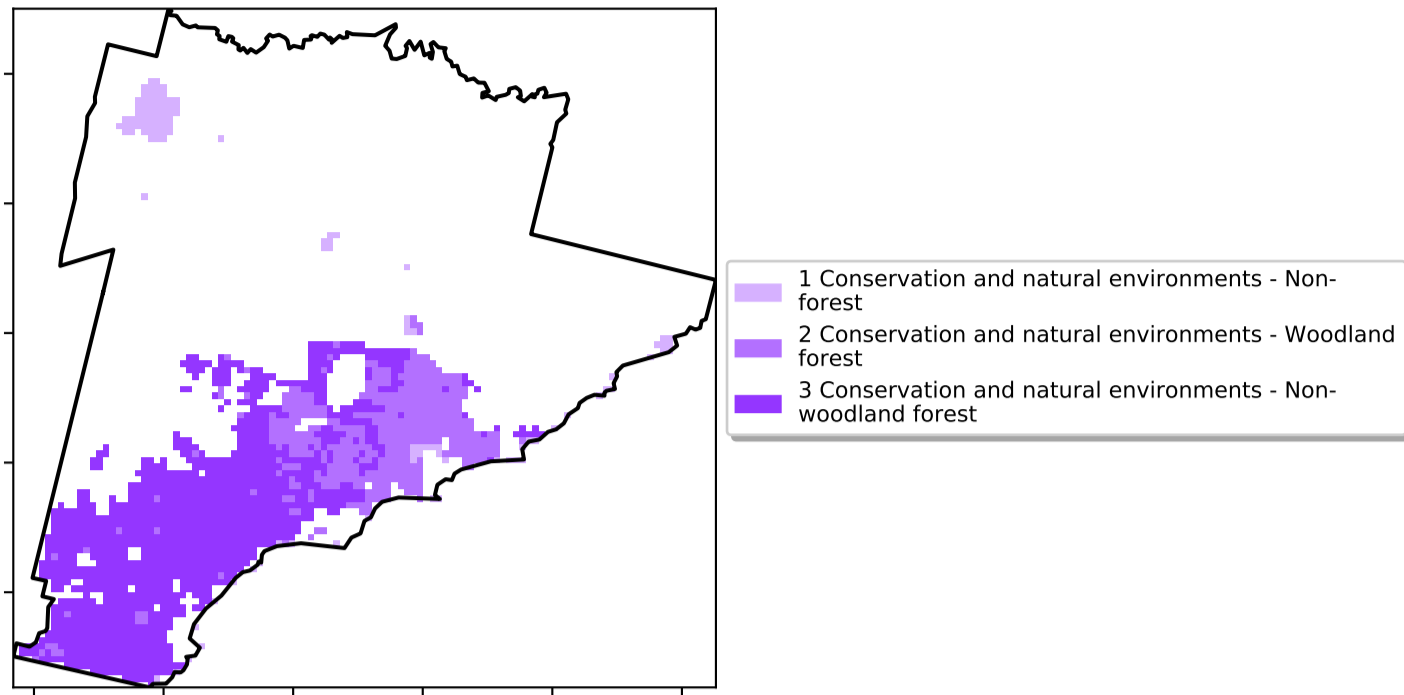 1 Conservation and natural environments - Non-
forest
2 Conservation and natural environments - Woodland
forest
3 Conservation and natural environments - Non-
woodland forest